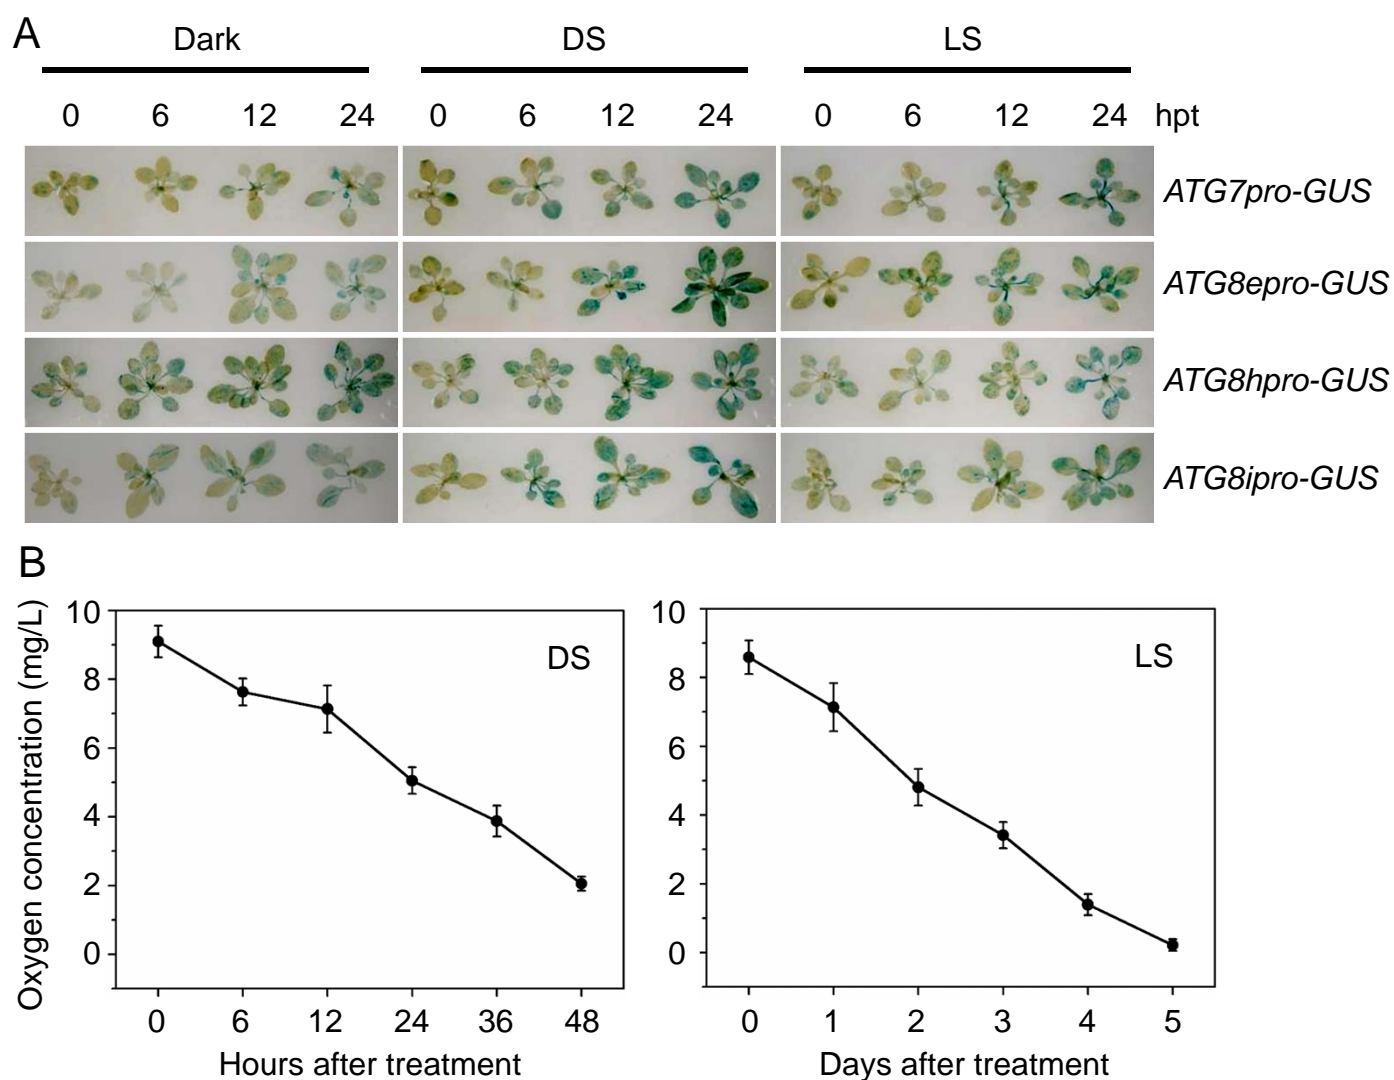 A
Dark DS LS
0 6 12 24 0 6 12 24 0 6 12 24 hpt
ATG7pro-GUS
ATG8epro-GUS
ATG8hpro-GUS
ATG8ipro-GUS
B
Oxygen concentration (mg/L)
10
8
6
4
2
0
DS
0 6 12 24 36 48
Hours after treatment
10
8
6
4
2
0
LS
0 1 2 3 4 5
Days after treatment